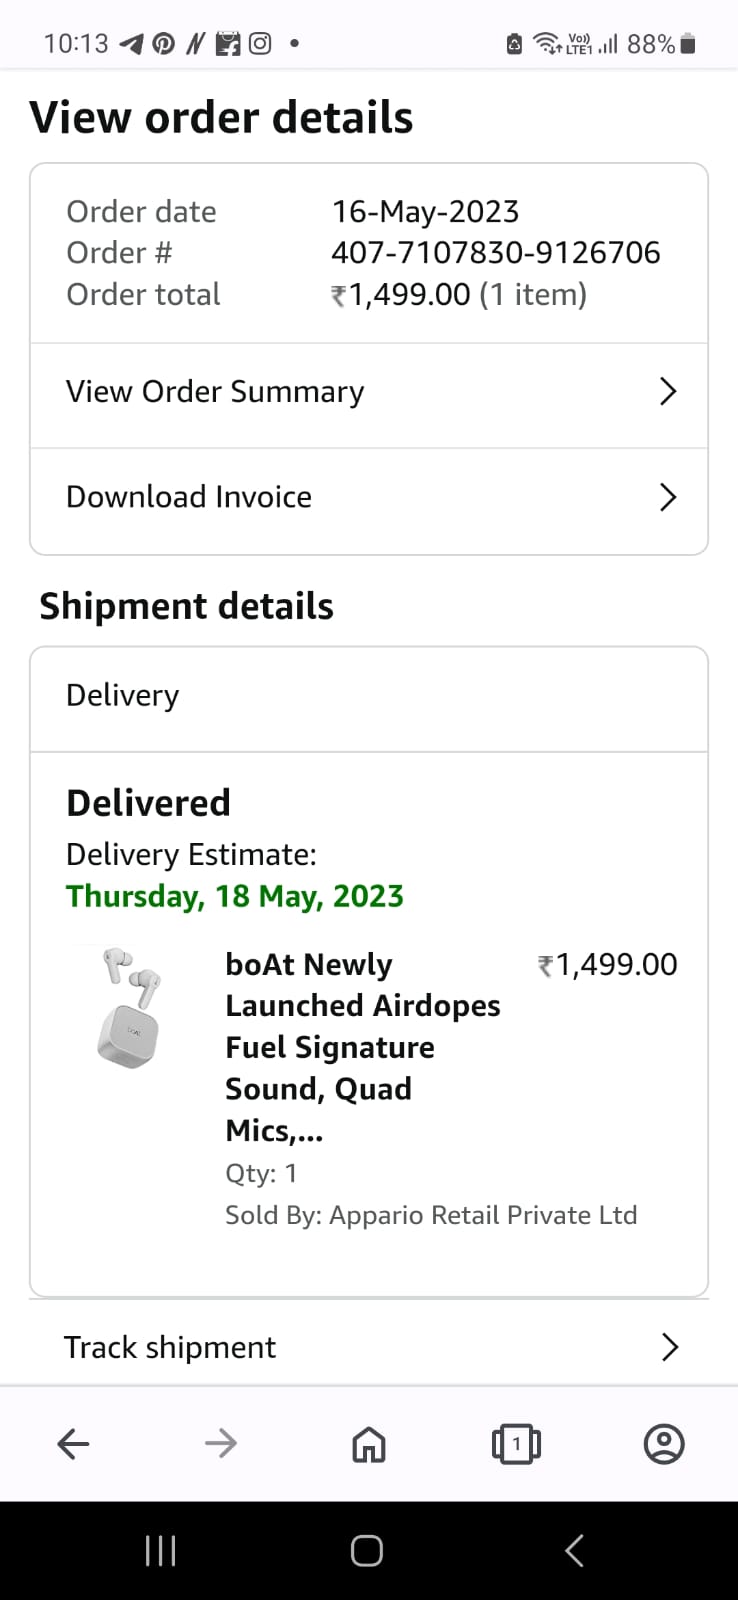 10:13
Vo))
LTE1
88%
View order details
Order date 16-May-2023
Order # 407-7107830-9126706
Order total ₹1,499.00 (1 item)
View Order Summary
Download Invoice
Shipment details
Delivery
Delivered
Delivery Estimate:
Thursday, 18 May, 2023
boAt Newly ₹1,499.00
Launched Airdopes
Fuel Signature
Sound, Quad
Mics,...
Qty: 1
Sold By: Appario Retail Private Ltd
Track shipment
1